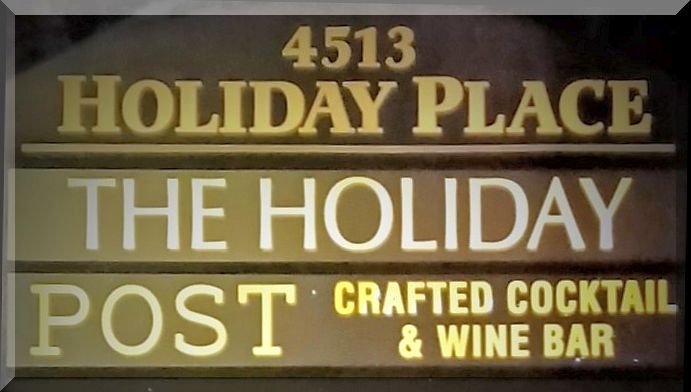 4513
HOLIDAY PLACE
THE HOLIDAY
POST CRAFTED COCKTAIL
& WINE BAR